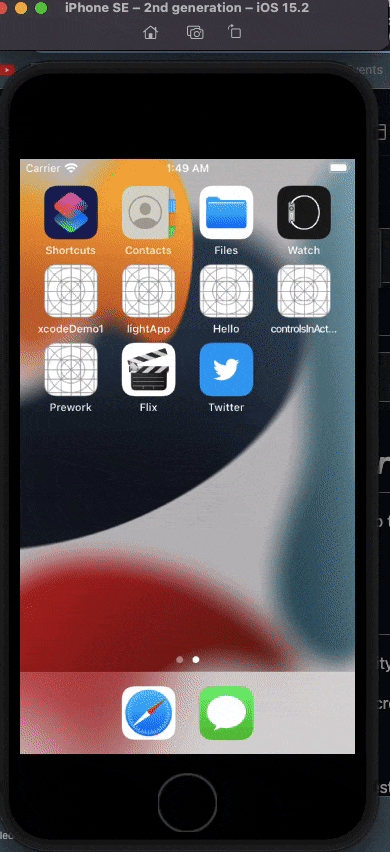 iPhone SE – 2nd generation – iOS 15.2
vents
Carrier 1:49 AM
Shortcuts Contacts Files Watch
xcodeDemo1 lightApp Hello controlsInAct...
Prework Flix Twitter